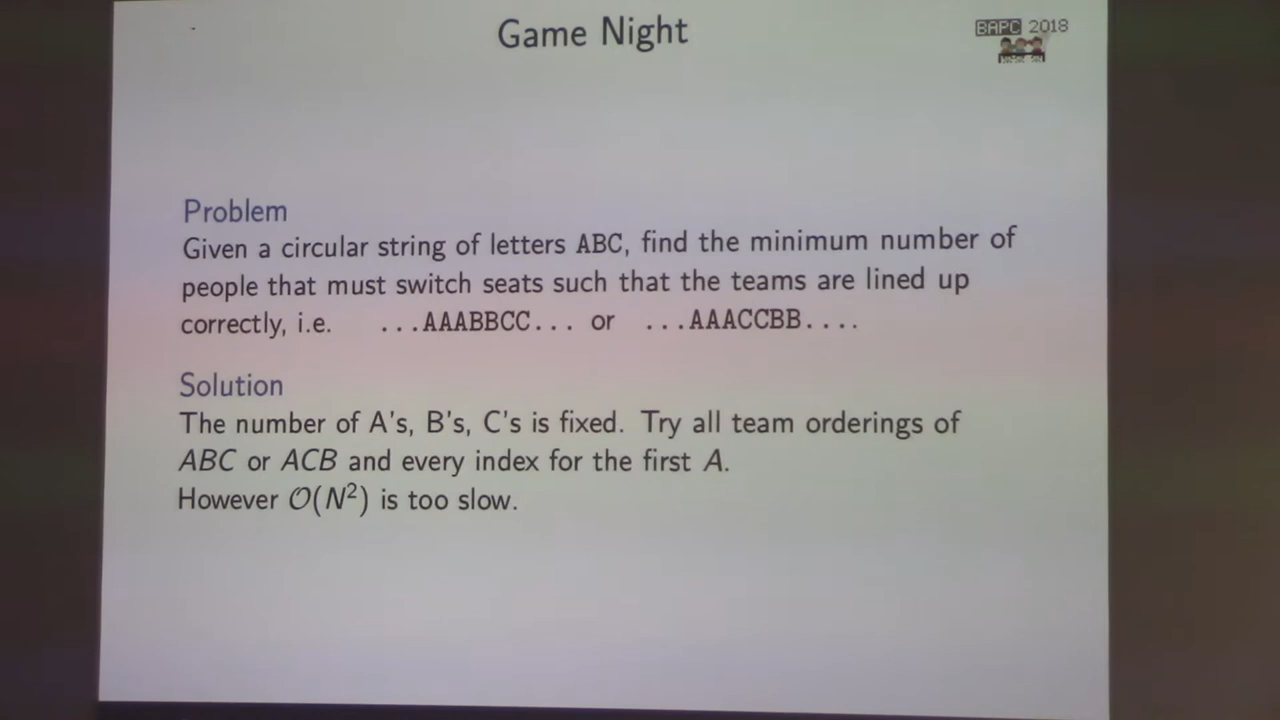 Game Night
BAPC 2018
Problem
Given a circular string of letters ABC, find the minimum number of
people that must switch seats such that the teams are lined up
correctly, i.e. ...AAABBCC... or ...AAACCBB....
Solution
The number of A's, B's, C's is fixed. Try all team orderings of
ABC or ACB and every index for the first A.
However O(N²) is too slow.